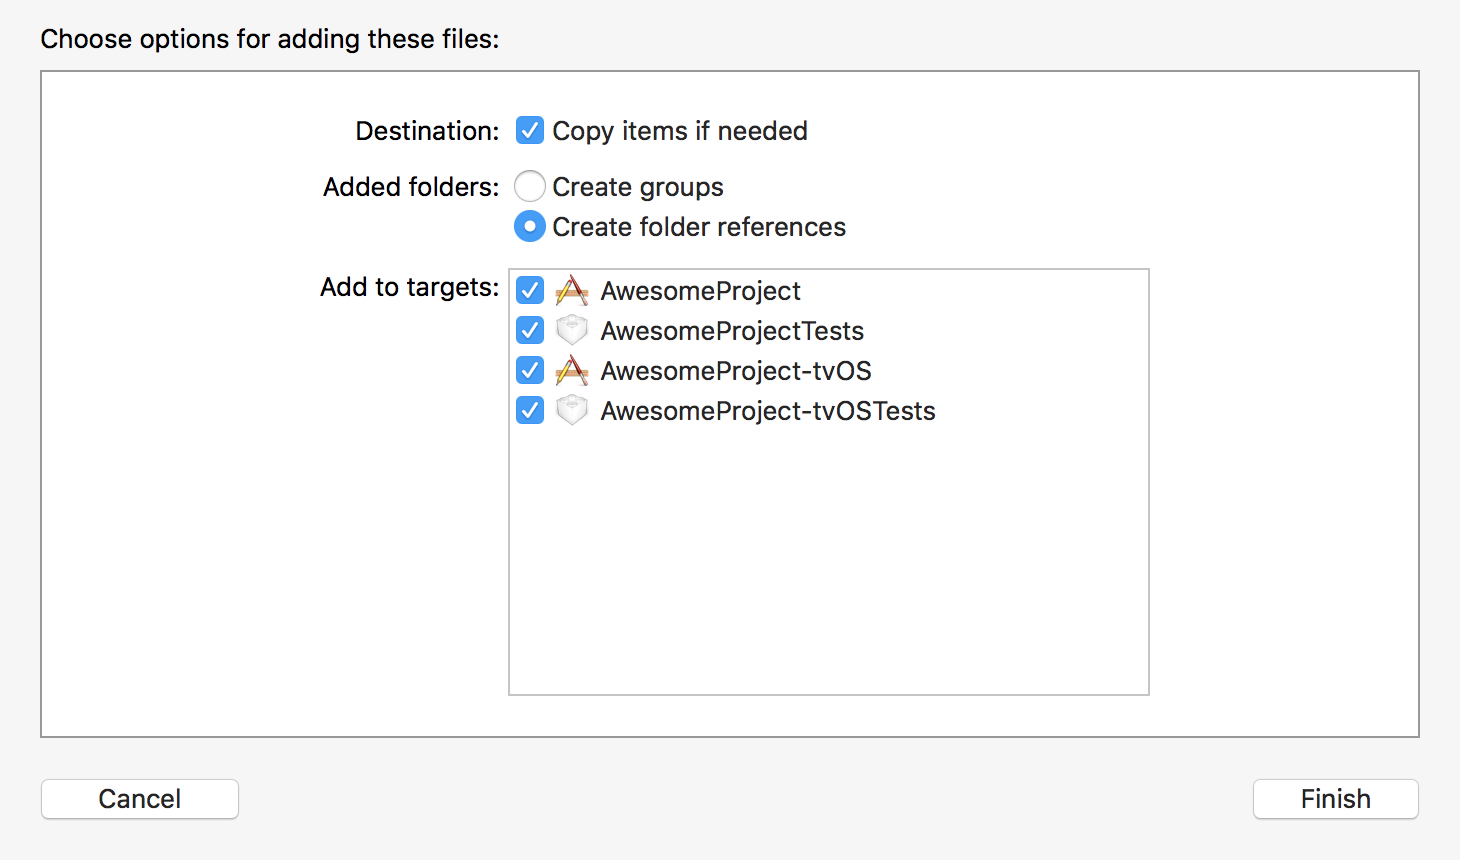 Choose options for adding these files:
Destination: Copy items if needed
Added folders: Create groups
Create folder references
Add to targets: AwesomeProject
AwesomeProjectTests
AwesomeProject-tvOS
AwesomeProject-tvOSTests
Cancel Finish